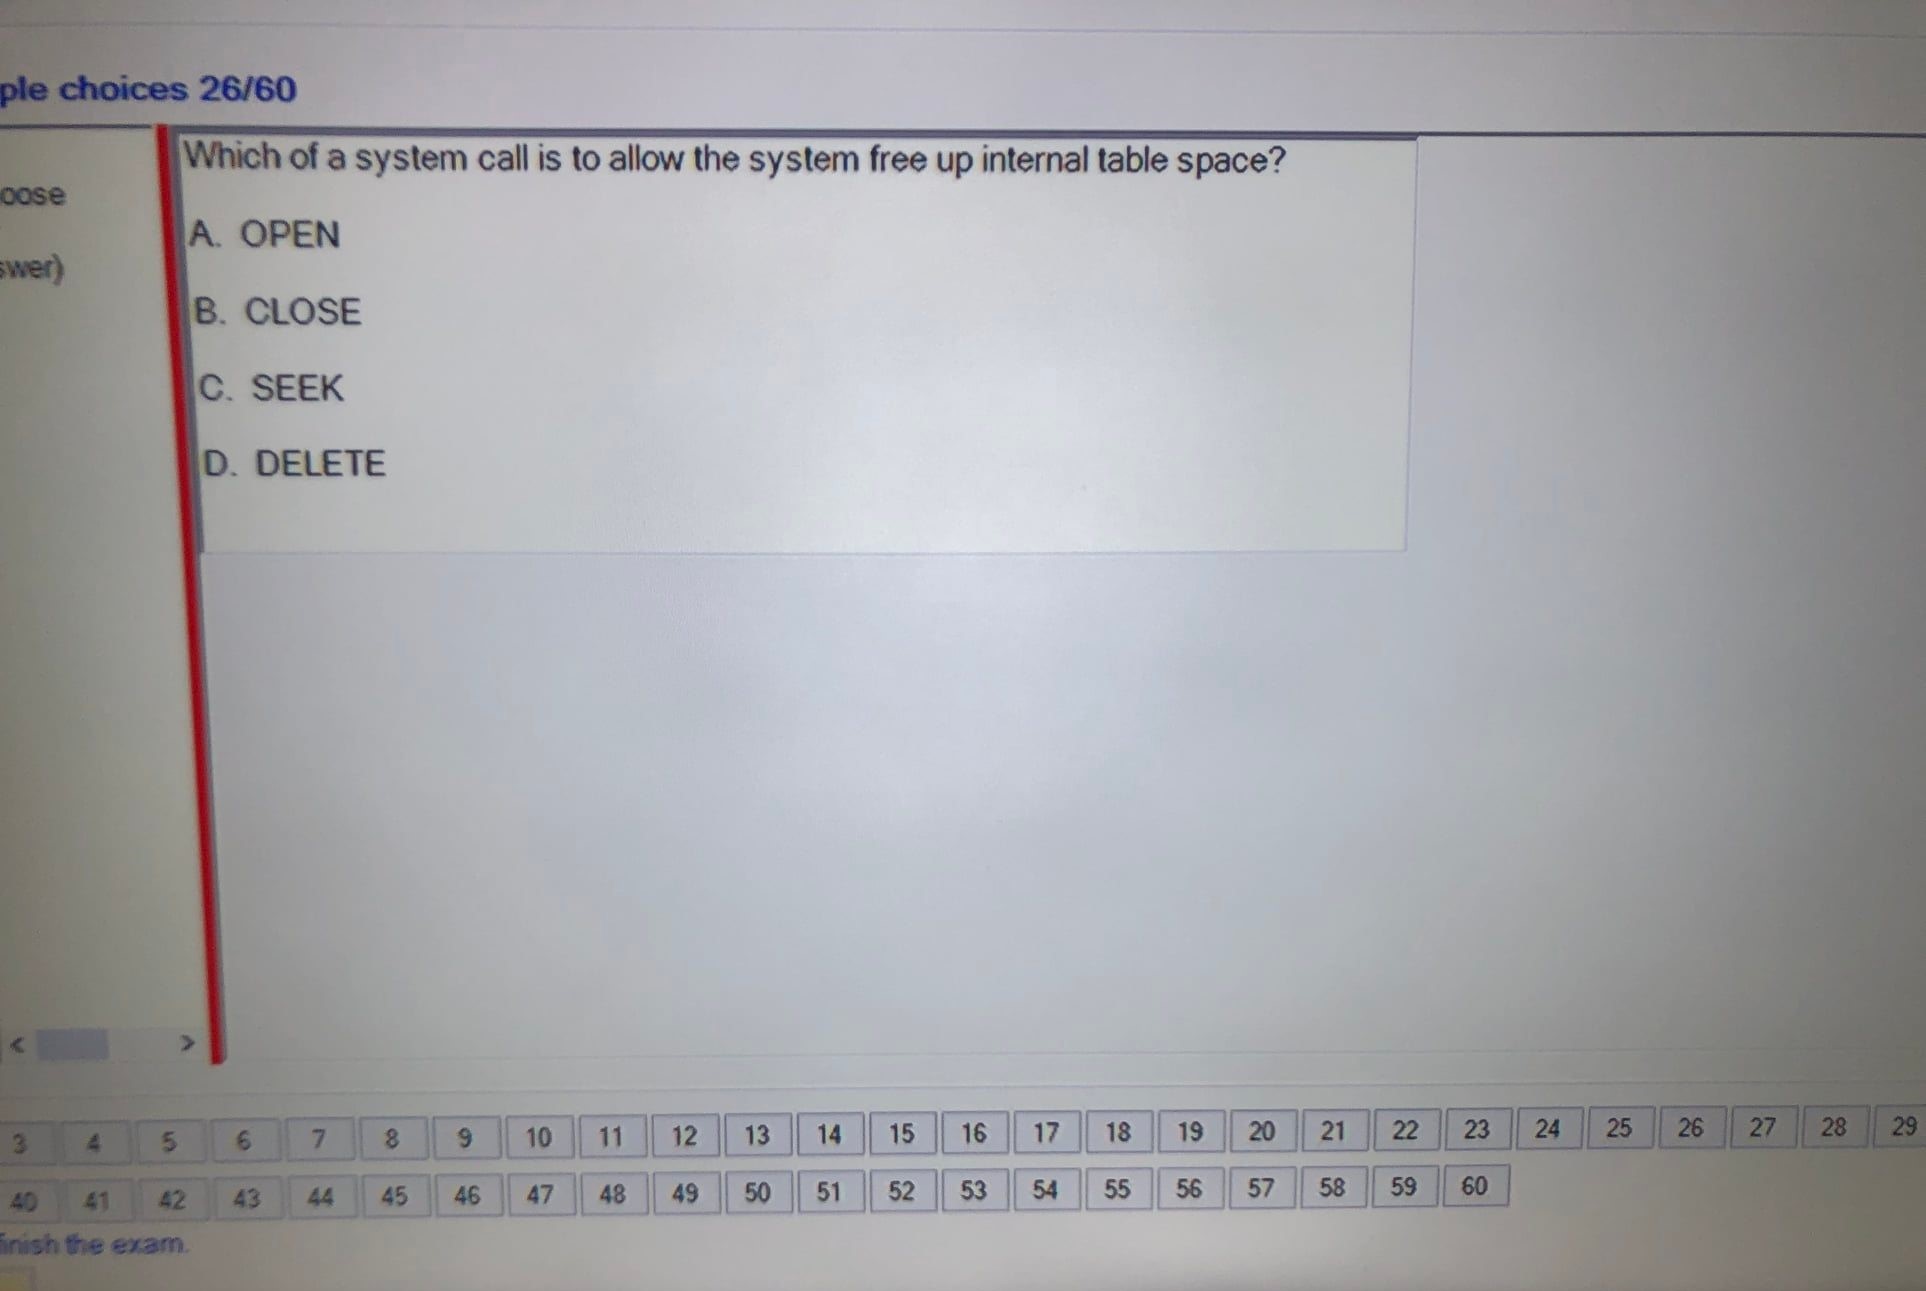 ple choices 26/60
Which of a system call is to allow the system free up internal table space?
oose
A. OPEN
swer)
B. CLOSE
C. SEEK
D. DELETE
< >
3 4 5 6 7 8 9 10 11 12 13 14 15 16 17 18 19 20 21 22 23 24 25 26 27 28 29
40 41 42 43 44 45 46 47 48 49 50 51 52 53 54 55 56 57 58 59 60
finish the exam.